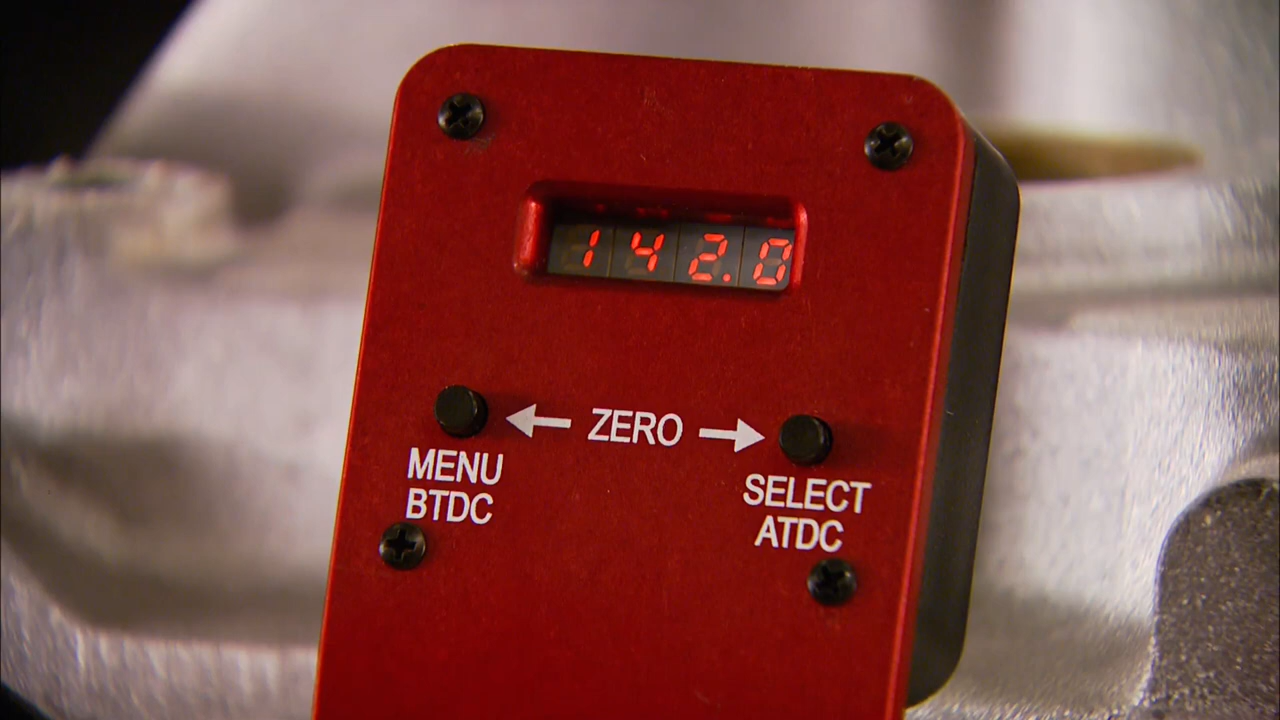 142.0
← ZERO →
MENU
BTDC
SELECT
ATDC